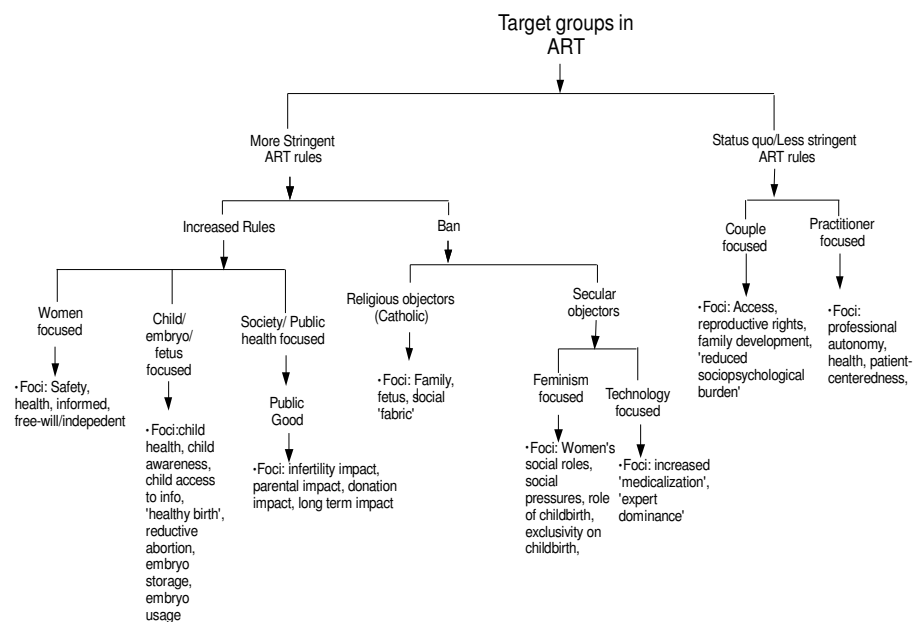 Target groups in
ART
More Stringent
ART rules
Status quo/Less stringent
ART rules
Increased Rules
Ban
Couple
focused
Practitioner
focused
Women
focused
Child/
embryo/
fetus
focused
Society/ Public
health focused
Religious objectors
(Catholic)
Secular
objectors
•Foci: Access,
reproductive rights,
family development,
'reduced
sociopsychological
burden'
•Foci:
professional
autonomy,
health, patient-
centeredness,
•Foci: Safety,
health, informed,
free-will/indepedent
•Foci:child
health, child
awareness,
child access
to info,
'healthy birth',
reductive
abortion,
embryo
storage,
embryo
usage
Public
Good
•Foci: infertility impact,
parental impact, donation
impact, long term impact
•Foci: Family,
fetus, social
'fabric'
Feminism
focused
Technology
focused
•Foci: Women's
social roles,
social
pressures, role
of childbirth,
exclusivity on
childbirth,
•Foci: increased
'medicalization',
'expert
dominance'